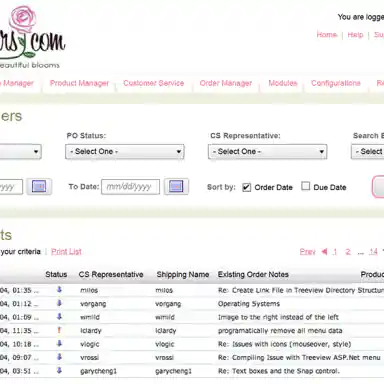 You are logge
rs.com
eautiful blooms
Home | Help | Su
Manager Product Manager Customer Service Order Manager Modules Configurations Re
ers
PO Status: CS Representative: Search B
- Select One - - Select One - - Select
/yyyy To Date: mm/dd/yyyy Sort by: Order Date Due Date
ts
your criteria | Print List Prev 1 2 ... 14
Status CS Representative Shipping Name Existing Order Notes Produc
04, 01:35 ... milos milos Re: Create Link File in Treeview Directory Structur
04, 01:12 ... vorgang vorgang Operating Systems
04, 01:09 .. wmild wmild Image to the right instead of the left
04, 11:35 ... lclardy lclardy programatically remove all menu data
04, 10:18 .. vlogic vlogic Re: Issues with icons (mouseover, style)
04, 09:07 .. vrossi vrossi Re: Compiling Issue with Treeview ASP.Net menu
04, 03:51 .. garycheng1 garycheng1 Re: Text boxes and the Snap control.